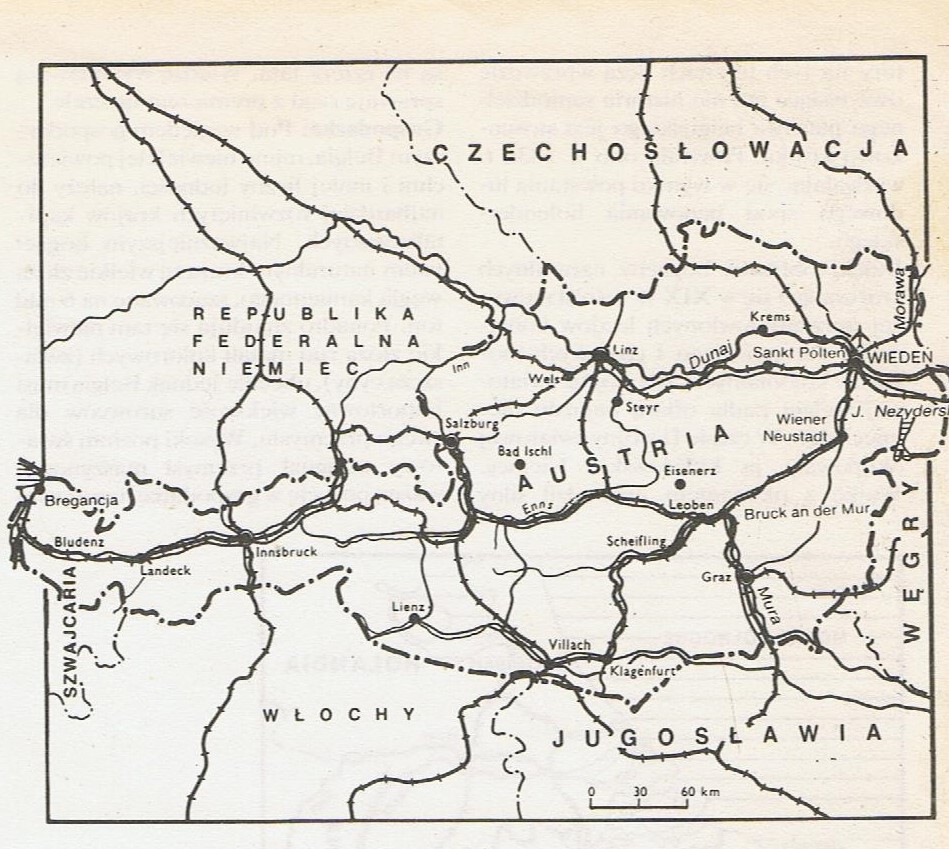 CZECHOSŁOWACJA
REPUBLIKA
FEDERALNA
NIEMIEC
Morawa
Krems
Linz
Dunaj
Sankt Polten
WIEDEŃ
Inn
Wels
Steyr
J. Nezyders
Salzburg
Wiener
Neustadt
Bad Ischl
AUSTRIA
Eisenerz
Bregancja
Enns
Leoben
Bruck an der Mur
Bludenz
Innsbruck
Scheifling
Landeck
Graz
WĘGRY
SZWAJCARIA
Lienz
Mura
Villach
Klagenfurt
WŁOCHY
JUGOSŁAWIA
0 30 60 km